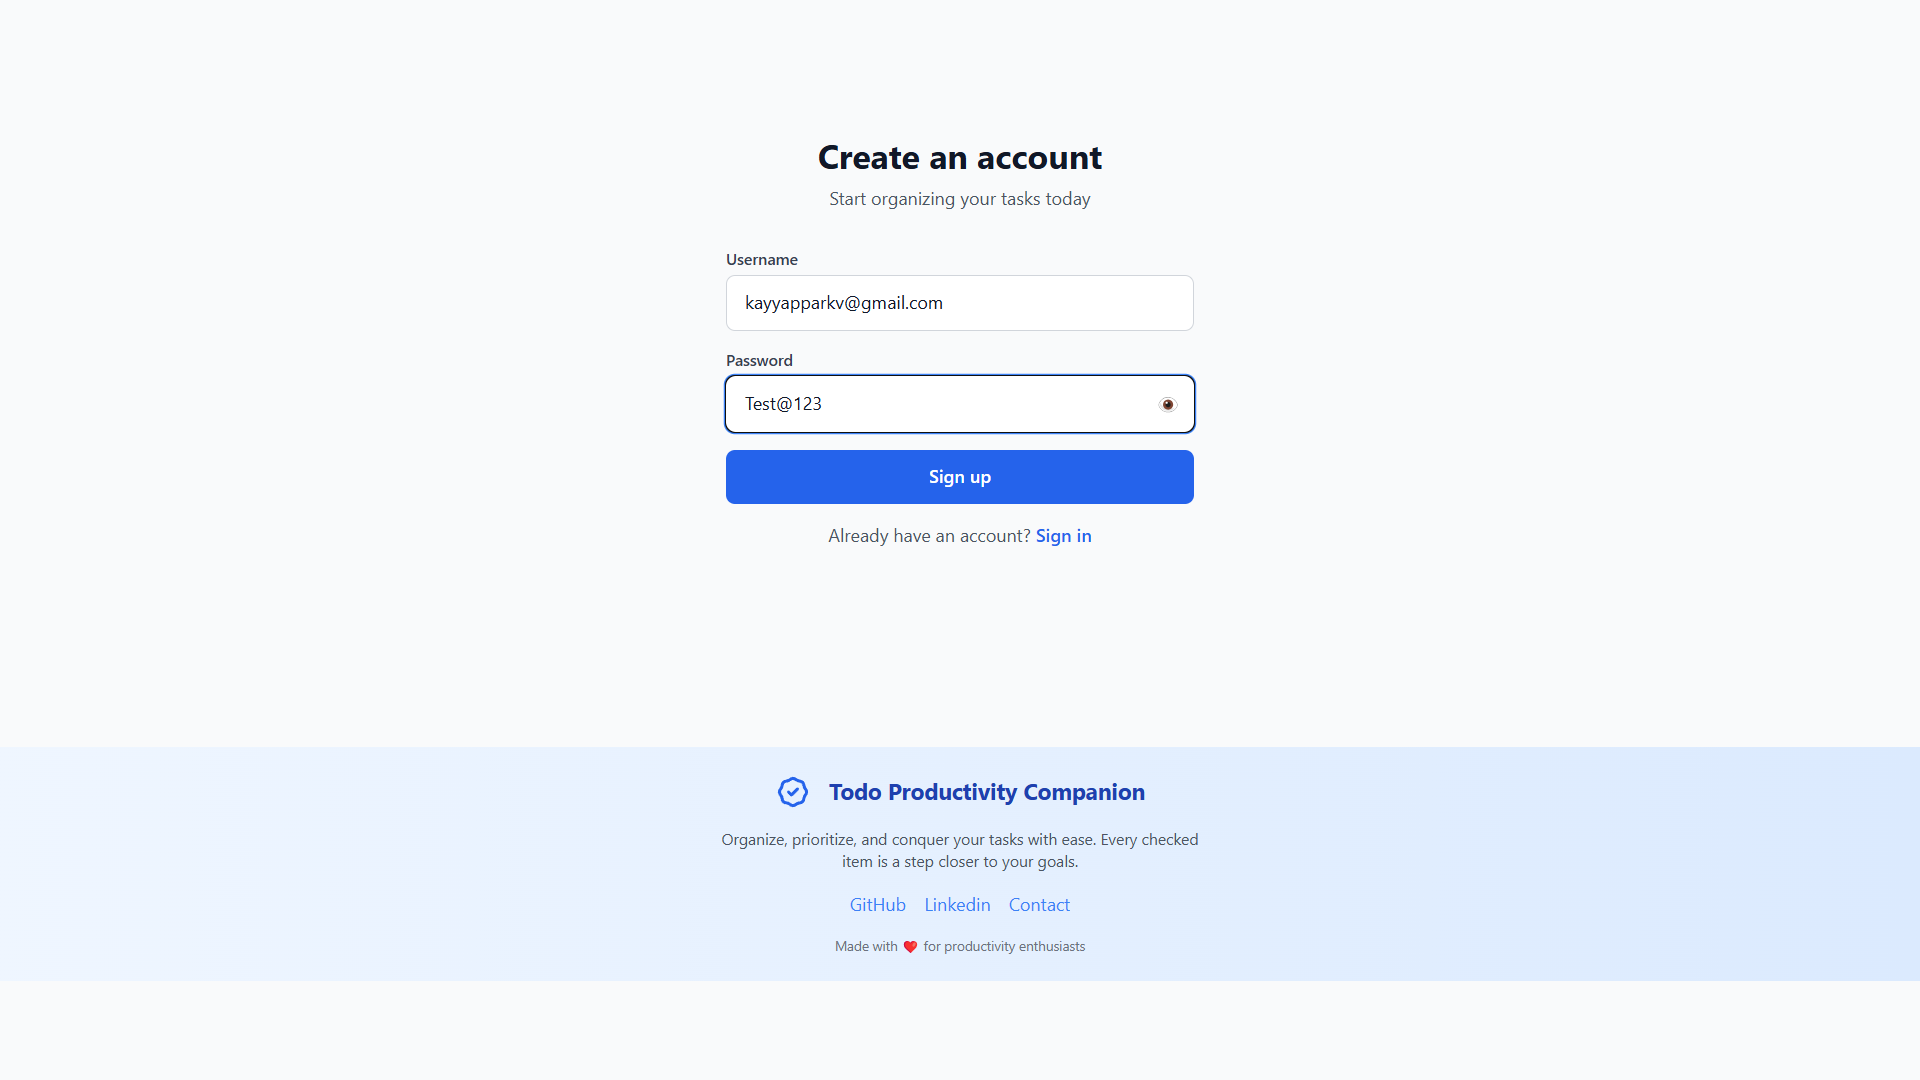 Create an account
Start organizing your tasks today
Username
kayyapparkv@gmail.com
Password
Test@123
Sign up
Already have an account? Sign in
Todo Productivity Companion
Organize, prioritize, and conquer your tasks with ease. Every checked
item is a step closer to your goals.
GitHub Linkedin Contact
Made with ❤️ for productivity enthusiasts